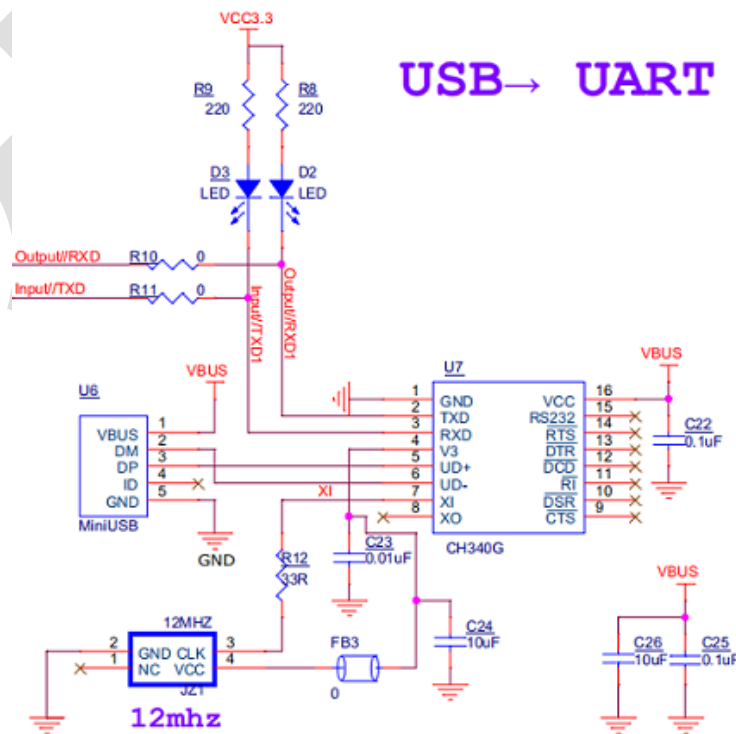 VCC3.3
USB→ UART
R9 R8
220 220
D3 D2
LED LED
Output//RXD R10 0
Input//TXD R11 0
Input//TXD1
Output//RXD1
VBUS
U6
VBUS 1
DM 2
DP 3
ID 4
GND 5
MiniUSB
GND
U7
1 GND VCC 16
2 TXD RS232 15
3 RXD RTS 14
4 V3 DTR 13
5 UD+ DCD 12
6 UD- RI 11
7 XI DSR 10
8 XO CTS 9
CH340G
XI
VBUS
C22
0.1uF
C23
0.01uF
R12
33R
12MHZ
2 GND CLK 3
1 NC VCC 4
JZ1
12mhz
FB3
0
C24
10uF
VBUS
C26 C25
10uF 0.1uF